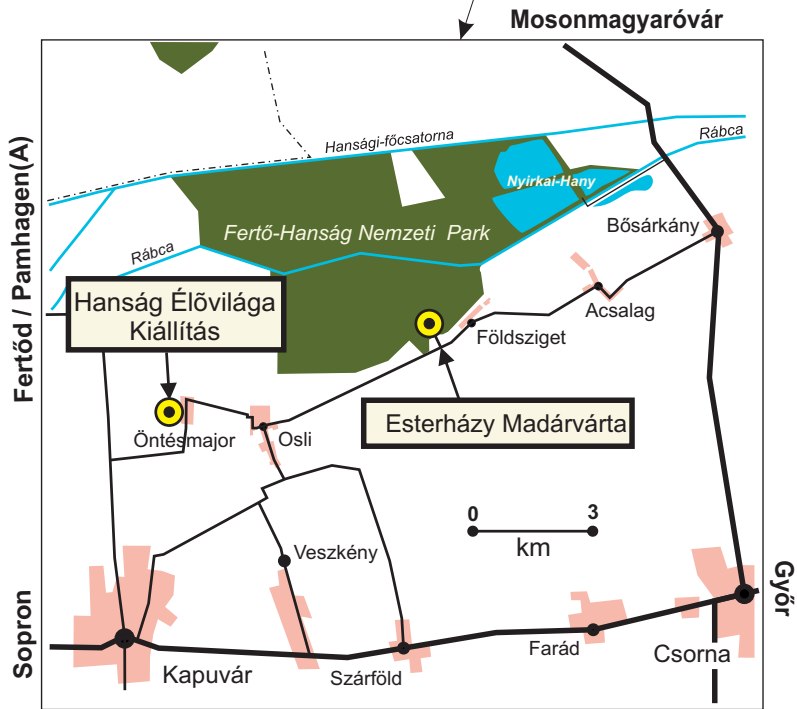 Mosonmagyaróvár
Hansági-főcsatorna
Rábca
Nyirkai-Hany
Fertőd / Pamhagen(A)
Fertő-Hanság Nemzeti Park
Bősárkány
Rábca
Hanság Élővilága
Kiállítás
Acsalag
Földsziget
Esterházy Madárvárta
Öntésmajor
Osli
0 3
km
Veszkény
Győr
Sopron
Farád
Csorna
Kapuvár
Szárföld